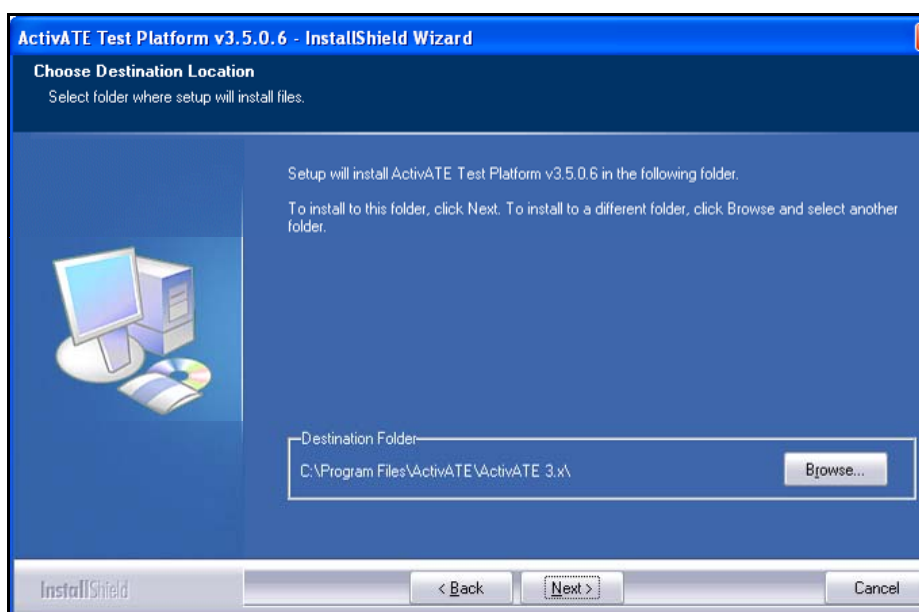 ActivATE Test Platform v3.5.0.6 - InstallShield Wizard
Choose Destination Location
Select folder where setup will install files.
Setup will install ActivATE Test Platform v3.5.0.6 in the following folder.
To install to this folder, click Next. To install to a different folder, click Browse and select another
folder.
Destination Folder
C:\Program Files\ActivATE\ActivATE 3.x\
Browse...
InstallShield
< Back
Next >
Cancel